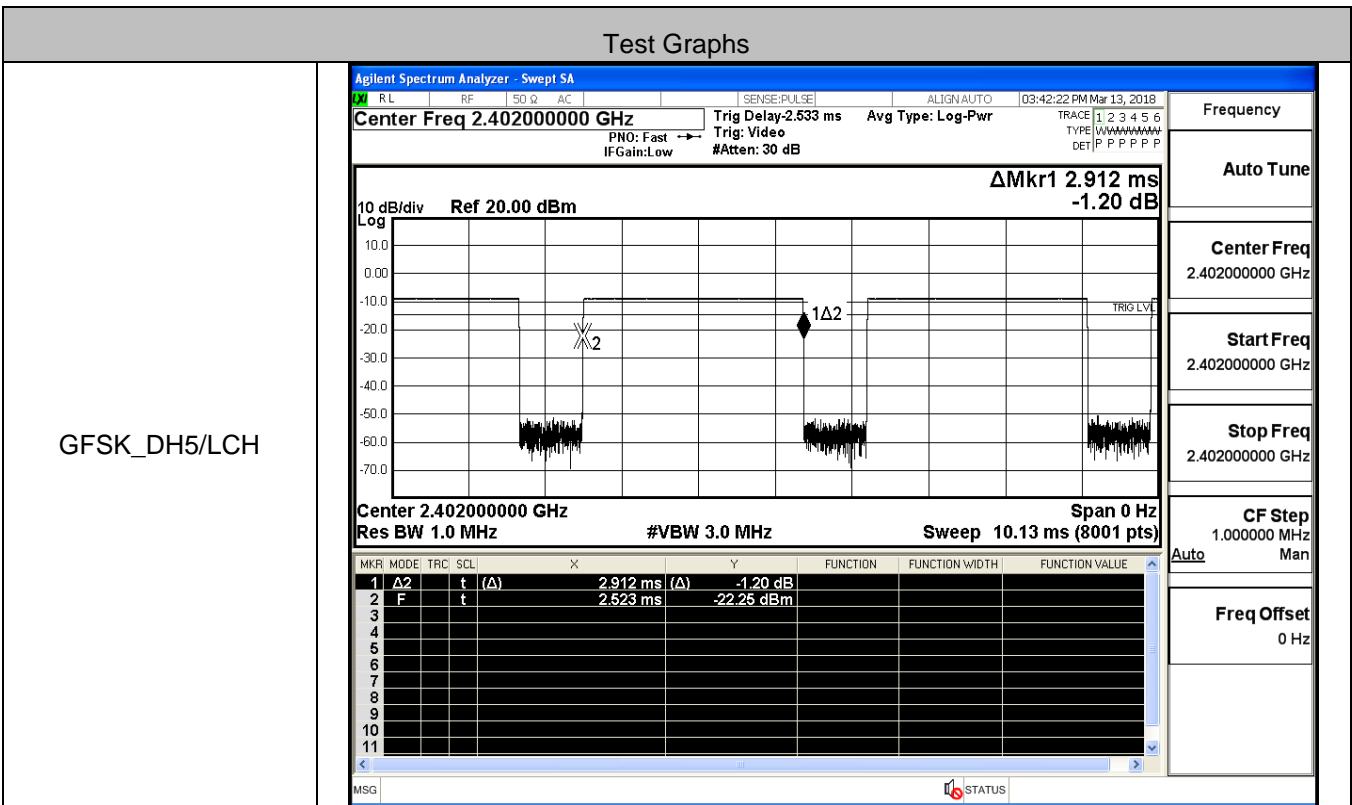 Test Graphs
GFSK_DH5/LCH
Agilent Spectrum Analyzer - Swept SA
LXI RL RF 50 Ω AC SENSE:PULSE ALIGN AUTO 03:42:22 PM Mar 13, 2018
Center Freq 2.402000000 GHz
PNO: Fast
IFGain:Low
Trig Delay-2.533 ms
Trig: Video
#Atten: 30 dB
Avg Type: Log-Pwr
TRACE 1 2 3 4 5 6
TYPE WWWWWW
DET P P P P P P
ΔMkr1 2.912 ms
-1.20 dB
10 dB/div Ref 20.00 dBm
Log
10.0
0.00
-10.0
-20.0
-30.0
-40.0
-50.0
-60.0
-70.0
TRIG LVL
1Δ2
2
Center 2.402000000 GHz Span 0 Hz
Res BW 1.0 MHz #VBW 3.0 MHz Sweep 10.13 ms (8001 pts)
MKR MODE TRC SCL X Y FUNCTION FUNCTION WIDTH FUNCTION VALUE
1 Δ2 t (Δ) 2.912 ms (Δ) -1.20 dB
2 F t 2.523 ms -22.25 dBm
3
4
5
6
7
8
9
10
11
MSG STATUS
Frequency
Auto Tune
Center Freq
2.402000000 GHz
Start Freq
2.402000000 GHz
Stop Freq
2.402000000 GHz
CF Step
1.000000 MHz
Auto Man
Freq Offset
0 Hz